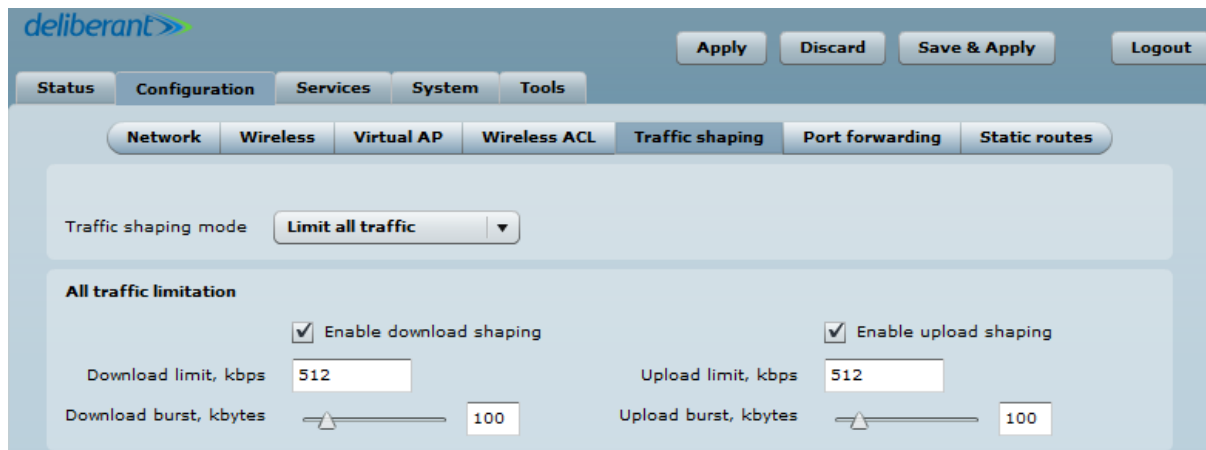 deliberant
Apply Discard Save & Apply Logout
Status Configuration Services System Tools
Network Wireless Virtual AP Wireless ACL Traffic shaping Port forwarding Static routes
Traffic shaping mode Limit all traffic
All traffic limitation
Enable download shaping Enable upload shaping
Download limit, kbps 512 Upload limit, kbps 512
Download burst, kbytes 100 Upload burst, kbytes 100